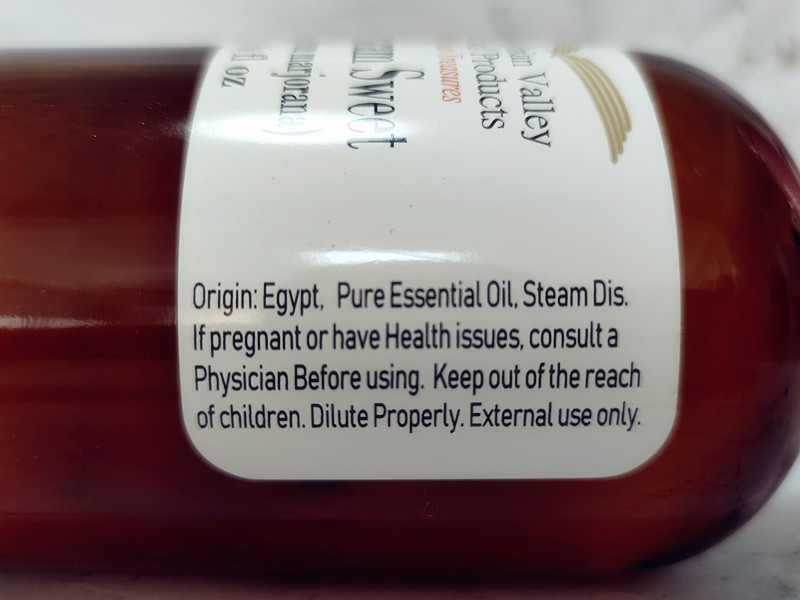 Valley
Products
Treasures
Sweet
fl oz
Origin: Egypt, Pure Essential Oil, Steam Dis.
If pregnant or have Health issues, consult a
Physician Before using. Keep out of the reach
of children. Dilute Properly. External use only.